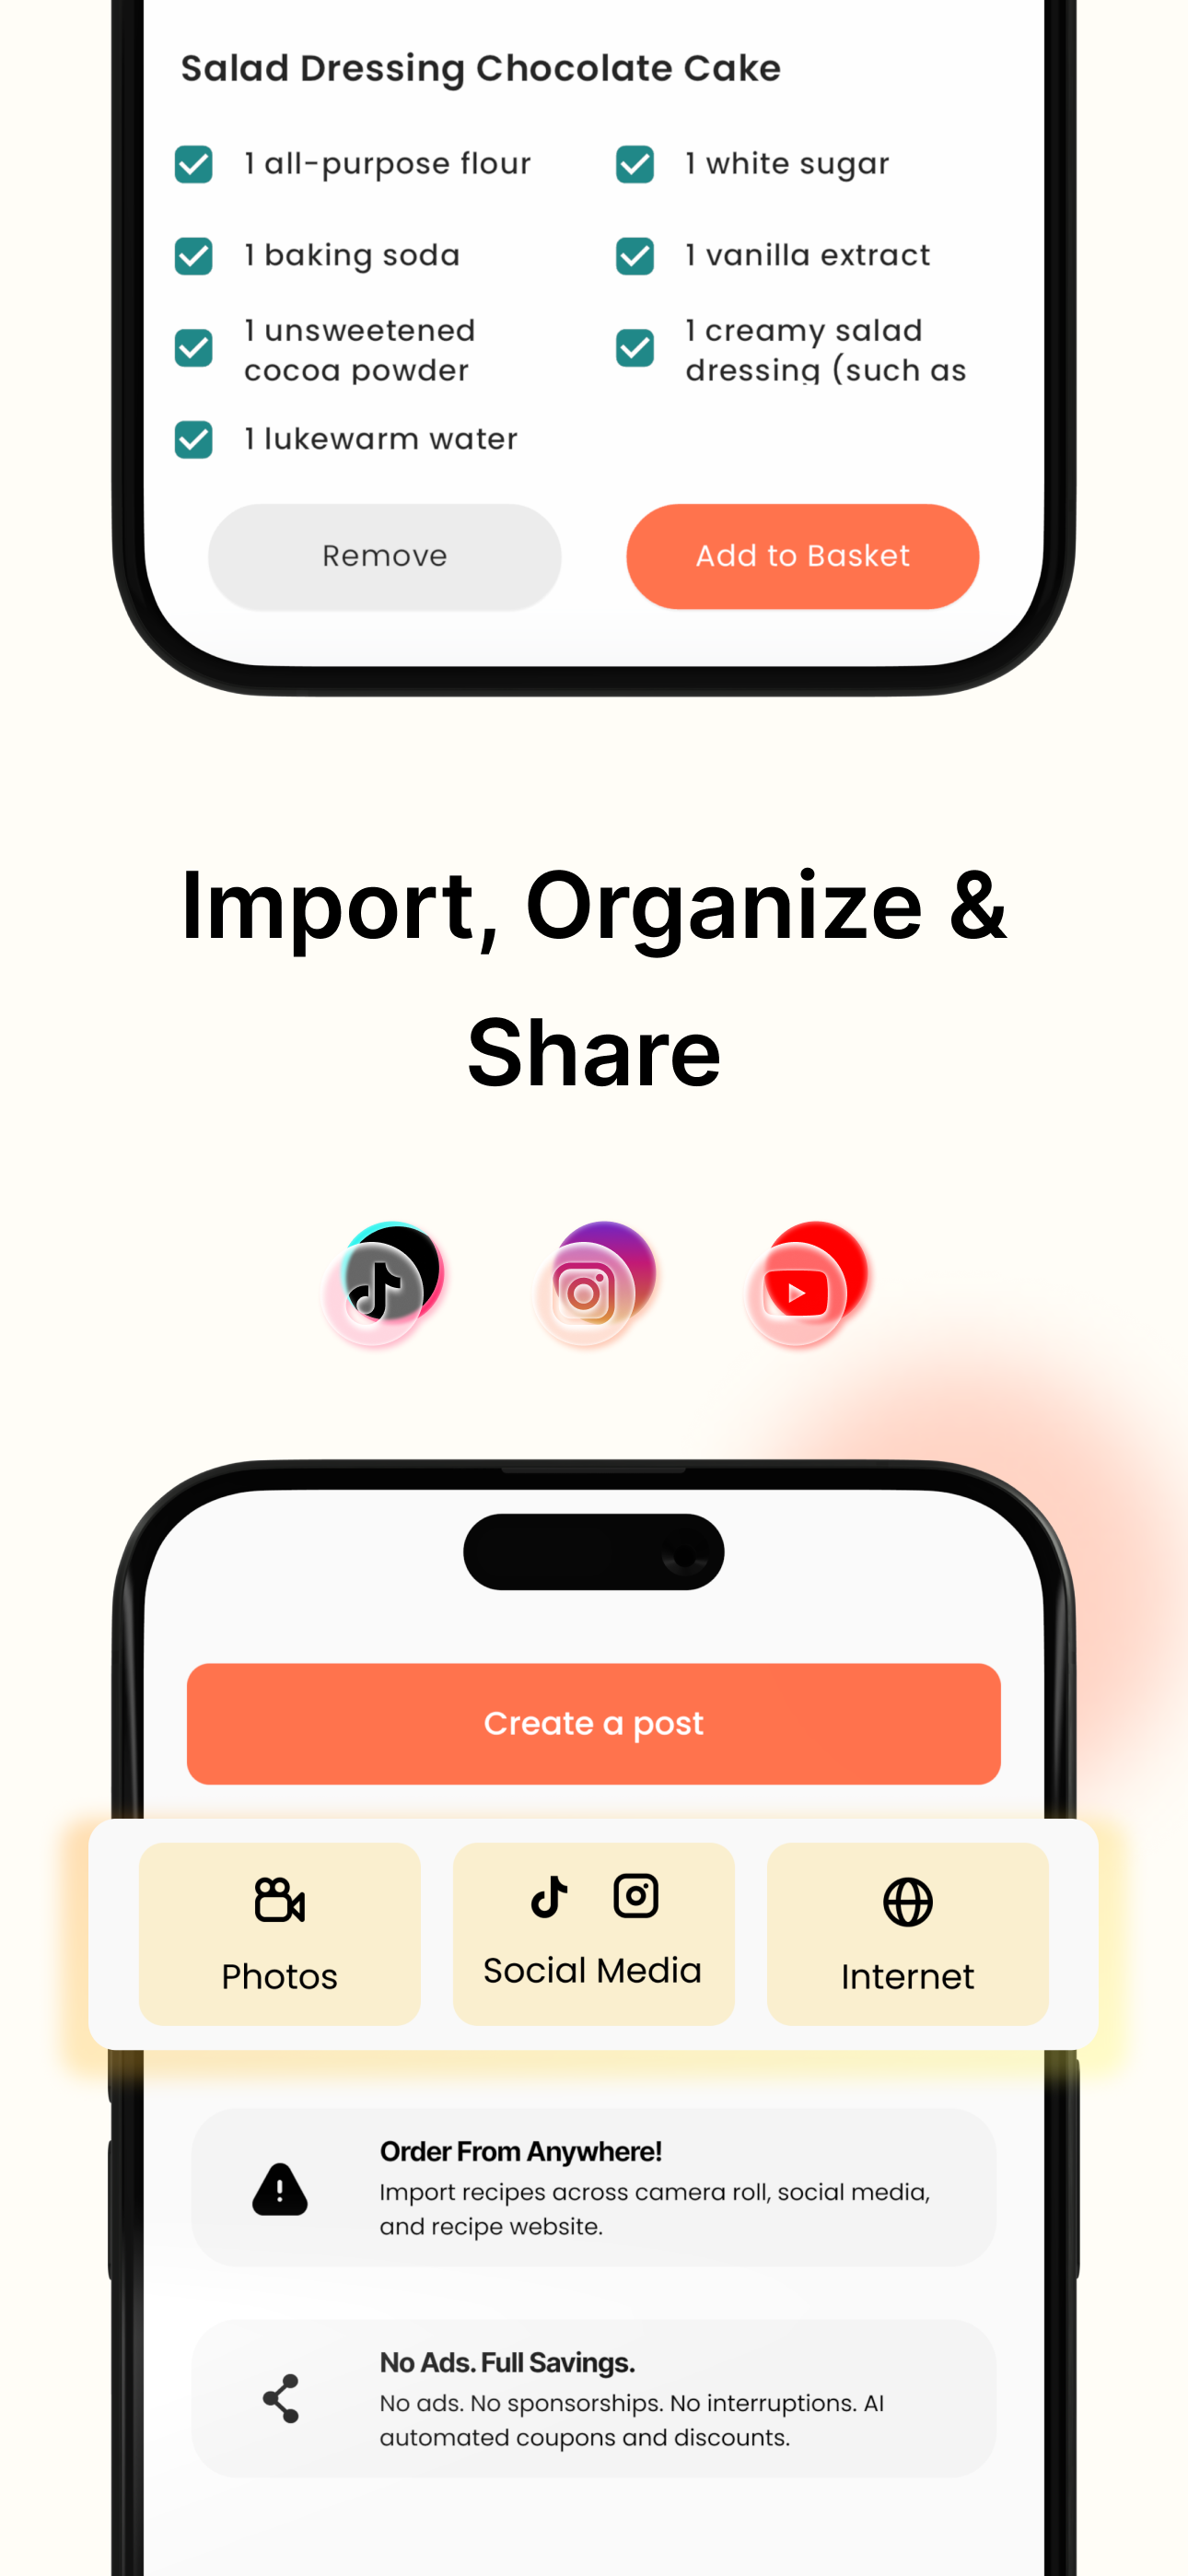 Salad Dressing Chocolate Cake
1 all-purpose flour
1 white sugar
1 baking soda
1 vanilla extract
1 unsweetened
cocoa powder
1 creamy salad
dressing (such as
1 lukewarm water
Remove
Add to Basket
Import, Organize &
Share
Create a post
Photos
Social Media
Internet
Order From Anywhere!
Import recipes across camera roll, social media,
and recipe website.
No Ads. Full Savings.
No ads. No sponsorships. No interruptions. AI
automated coupons and discounts.